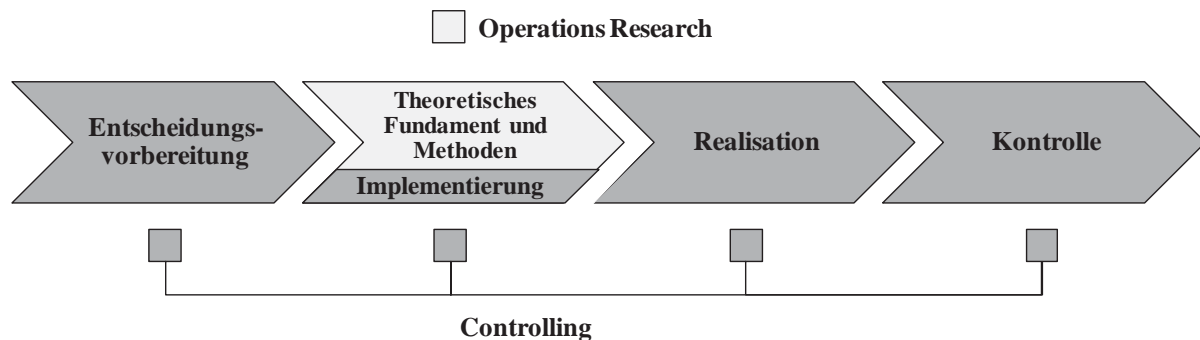 Operations Research
Entscheidungs-
vorbereitung
Theoretisches
Fundament und
Methoden
Implementierung
Realisation
Kontrolle
Controlling